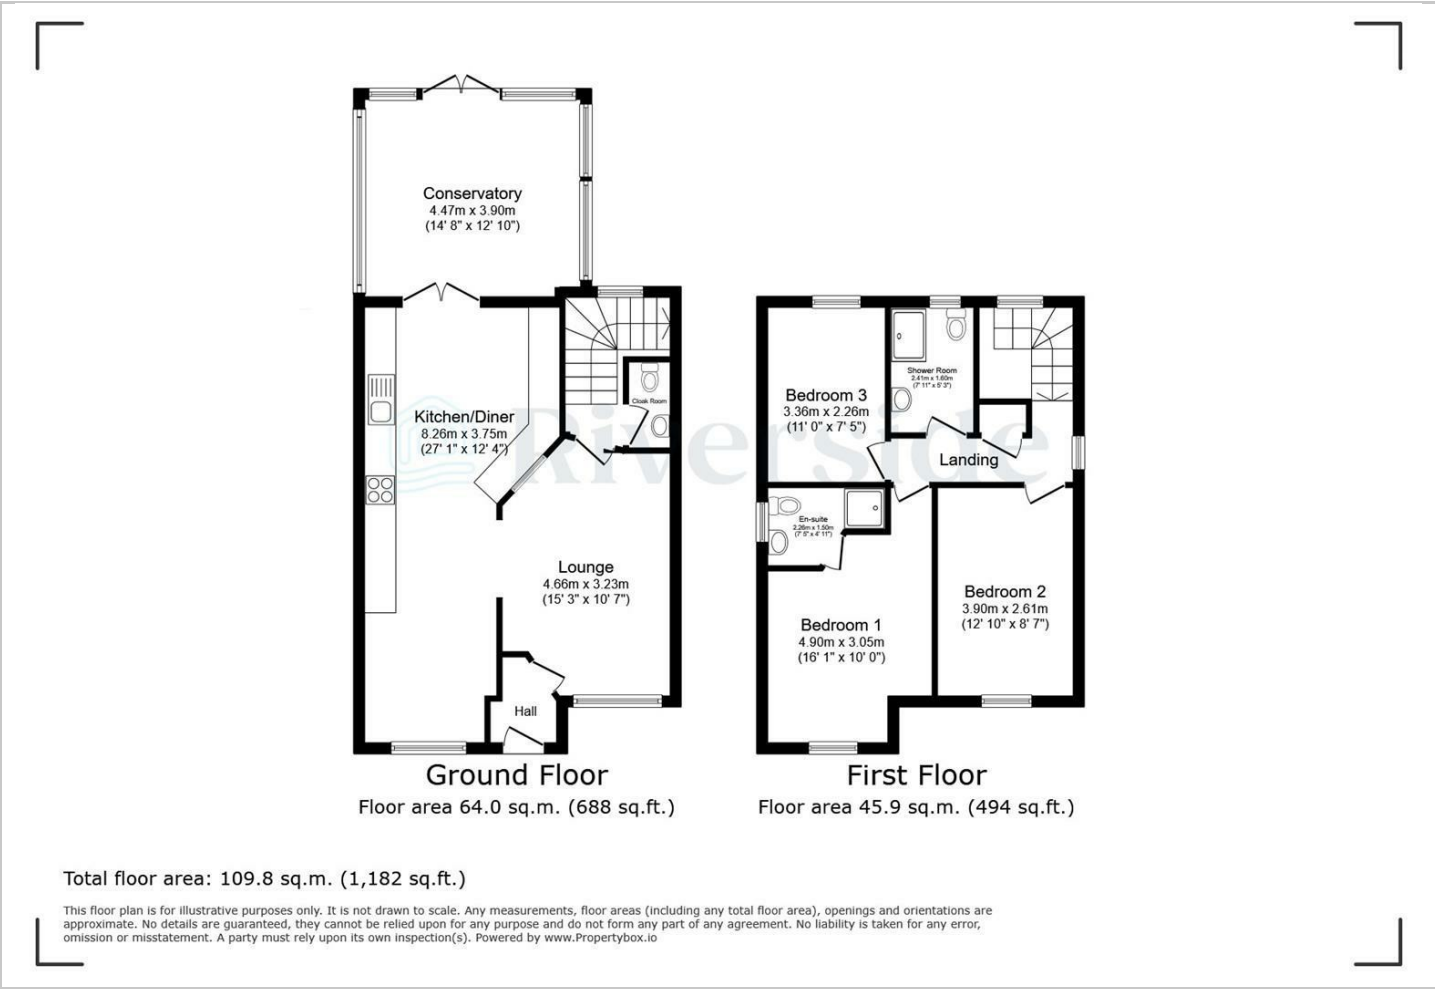 Conservatory
4.47m x 3.90m
(14' 8" x 12' 10")
Kitchen/Diner
8.26m x 3.75m
(27' 1" x 12' 4")
Cloak Room
Lounge
4.66m x 3.23m
(15' 3" x 10' 7")
Hall
Ground Floor
Floor area 64.0 sq.m. (688 sq.ft.)
Riverside
Bedroom 3
3.36m x 2.26m
(11' 0" x 7' 5")
Shower Room
2.41m x 1.60m
(7' 11" x 5' 3")
Landing
En-suite
2.26m x 1.50m
(7' 5" x 4' 11")
Bedroom 1
4.90m x 3.05m
(16' 1" x 10' 0")
Bedroom 2
3.90m x 2.61m
(12' 10" x 8' 7")
First Floor
Floor area 45.9 sq.m. (494 sq.ft.)
Total floor area: 109.8 sq.m. (1,182 sq.ft.)
This floor plan is for illustrative purposes only. It is not drawn to scale. Any measurements, floor areas (including any total floor area), openings and orientations are
approximate. No details are guaranteed, they cannot be relied upon for any purpose and do not form any part of any agreement. No liability is taken for any error,
omission or misstatement. A party must rely upon its own inspection(s). Powered by www.Propertybox.io